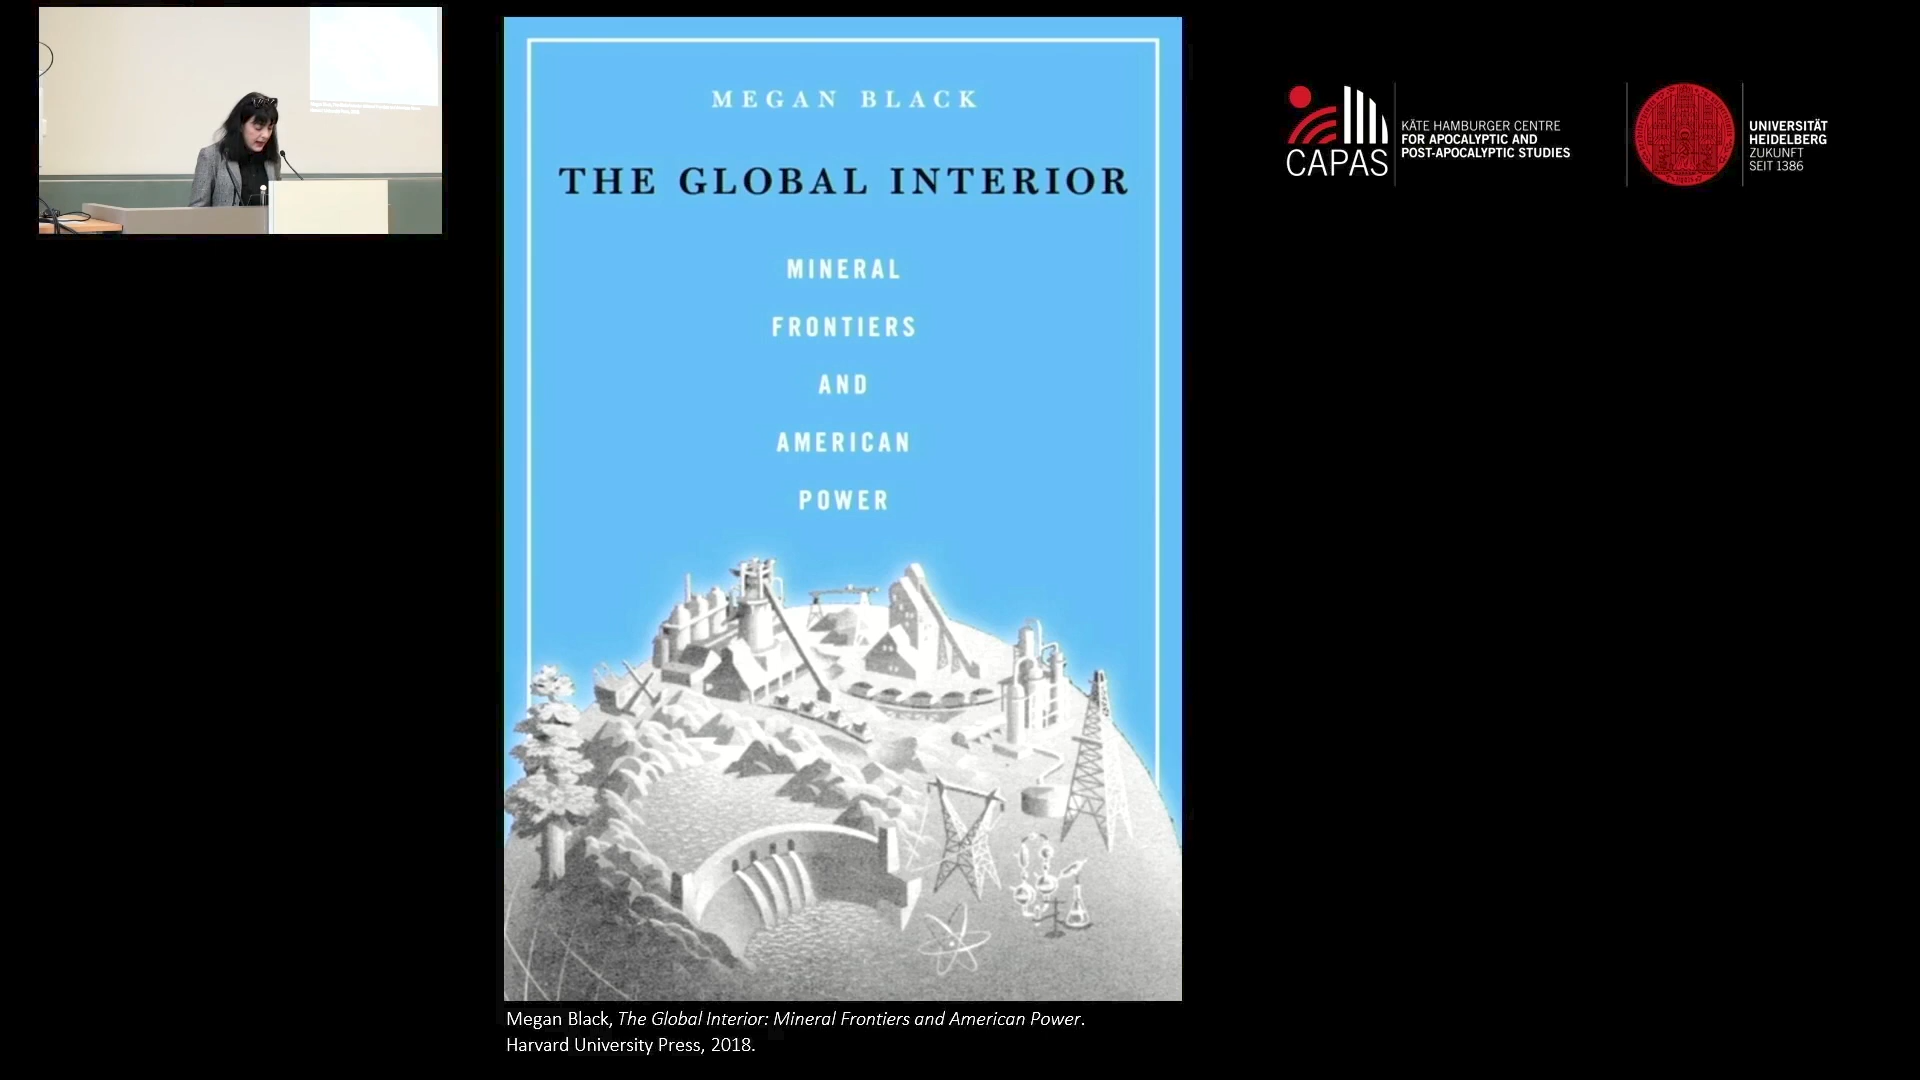 MEGAN BLACK
THE GLOBAL INTERIOR
MINERAL
FRONTIERS
AND
AMERICAN
POWER
Megan Black, The Global Interior: Mineral Frontiers and American Power.
Harvard University Press, 2018.
CAPAS
KÄTE HAMBURGER CENTRE
FOR APOCALYPTIC AND
POST-APOCALYPTIC STUDIES
UNIVERSITÄT
HEIDELBERG
ZUKUNFT
SEIT 1386